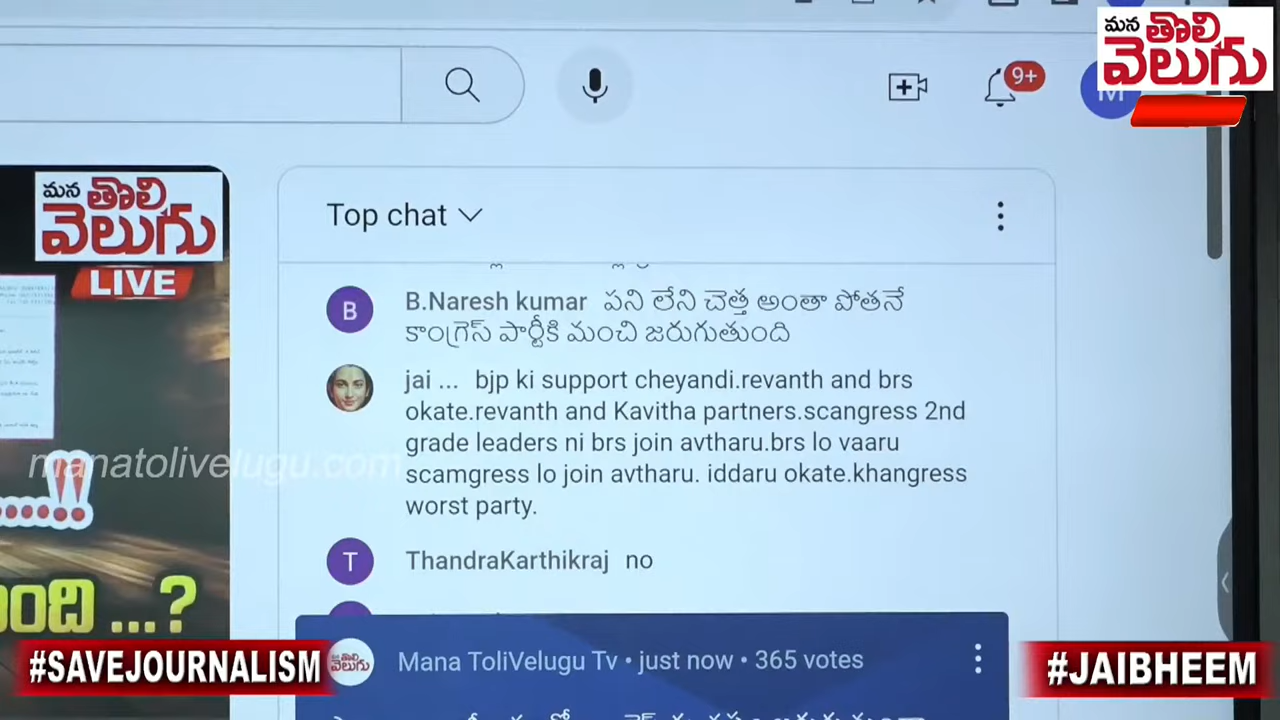 మన తొలి
వెలుగు
9+
M
మన తొలి
వెలుగు
LIVE
Top chat
B
B.Naresh kumar పని లేని చెత్త అంతా పోతనే
కాంగ్రెస్ పార్టీకి మంచి జరుగుతుంది
jai ... bjp ki support cheyandi.revanth and brs
okate.revanth and Kavitha partners.scangress 2nd
grade leaders ni brs join avtharu.brs lo vaaru
scamgress lo join avtharu. iddaru okate.khangress
worst party.
manatolivelugu.com
.....!!
T
ThandraKarthikraj no
...?
#SAVEJOURNALISM
తొలి
వెలుగు
Mana ToliVelugu Tv • just now • 365 votes
#JAIBHEEM